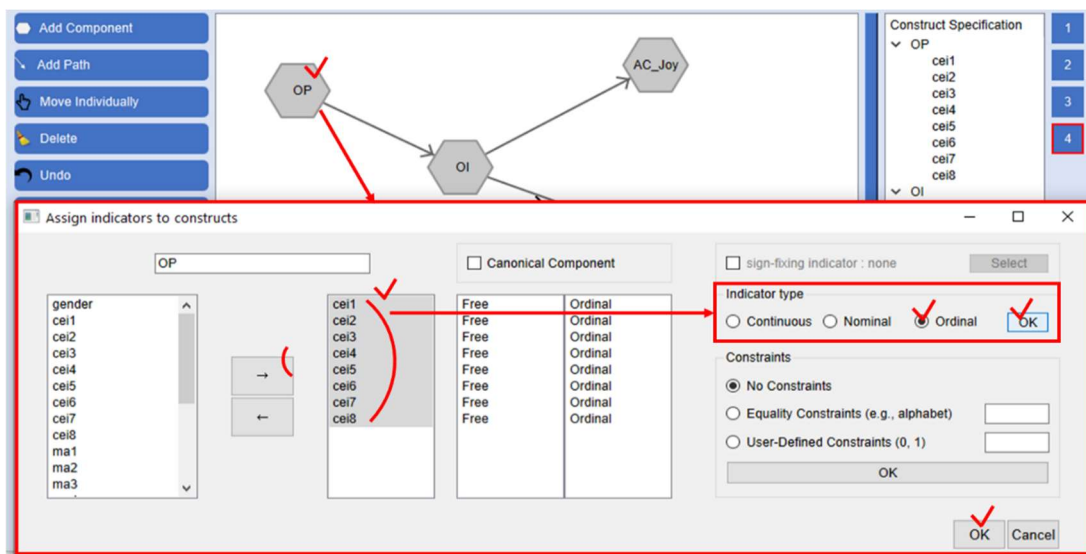 Add Component
Add Path
Move Individually
Delete
Undo
OP
OI
AC_Joy
Construct Specification
OP
cei1
cei2
cei3
cei4
cei5
cei6
cei7
cei8
OI
1
2
3
4
Assign indicators to constructs
OP
Canonical Component
sign-fixing indicator : none
Select
gender
cei1
cei2
cei3
cei4
cei5
cei6
cei7
cei8
ma1
ma2
ma3
→
←
cei1 Free Ordinal
cei2 Free Ordinal
cei3 Free Ordinal
cei4 Free Ordinal
cei5 Free Ordinal
cei6 Free Ordinal
cei7 Free Ordinal
cei8 Free Ordinal
Indicator type
Continuous Nominal Ordinal OK
Constraints
No Constraints
Equality Constraints (e.g., alphabet)
User-Defined Constraints (0, 1)
OK
OK Cancel